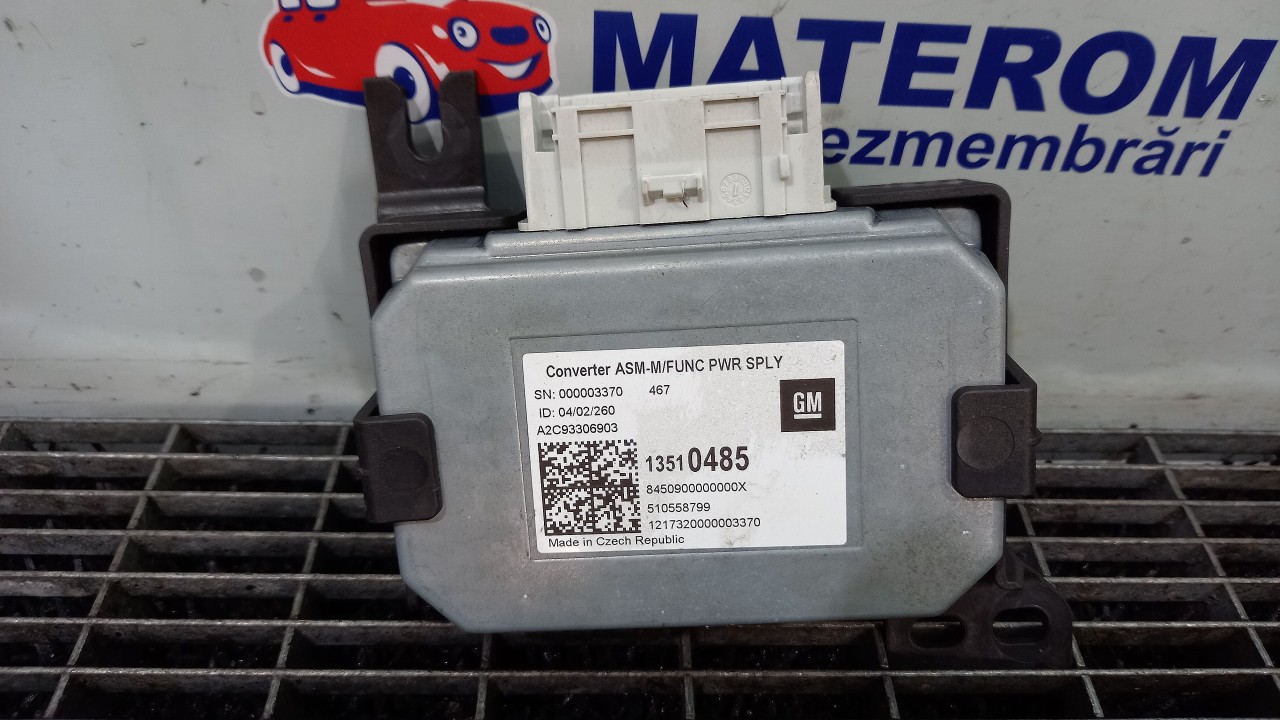 MATEROM
ezmembrări
Converter ASM-M/FUNC PWR SPLY
SN: 000003370 467
ID: 04/02/260
A2C93306903
GM
13510485
8450900000000X
510558799
1217320000003370
Made in Czech Republic